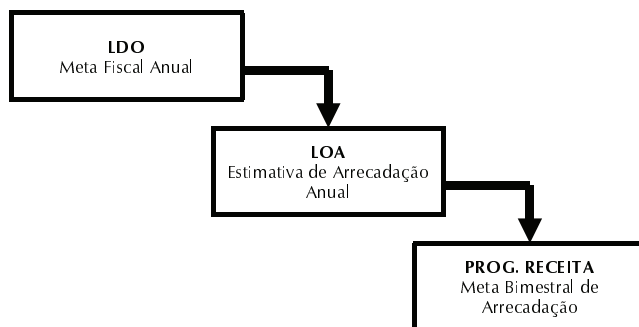 LDO
Meta Fiscal Anual
LOA
Estimativa de Arrecadação
Anual
PROG. RECEITA
Meta Bimestral de
Arrecadação